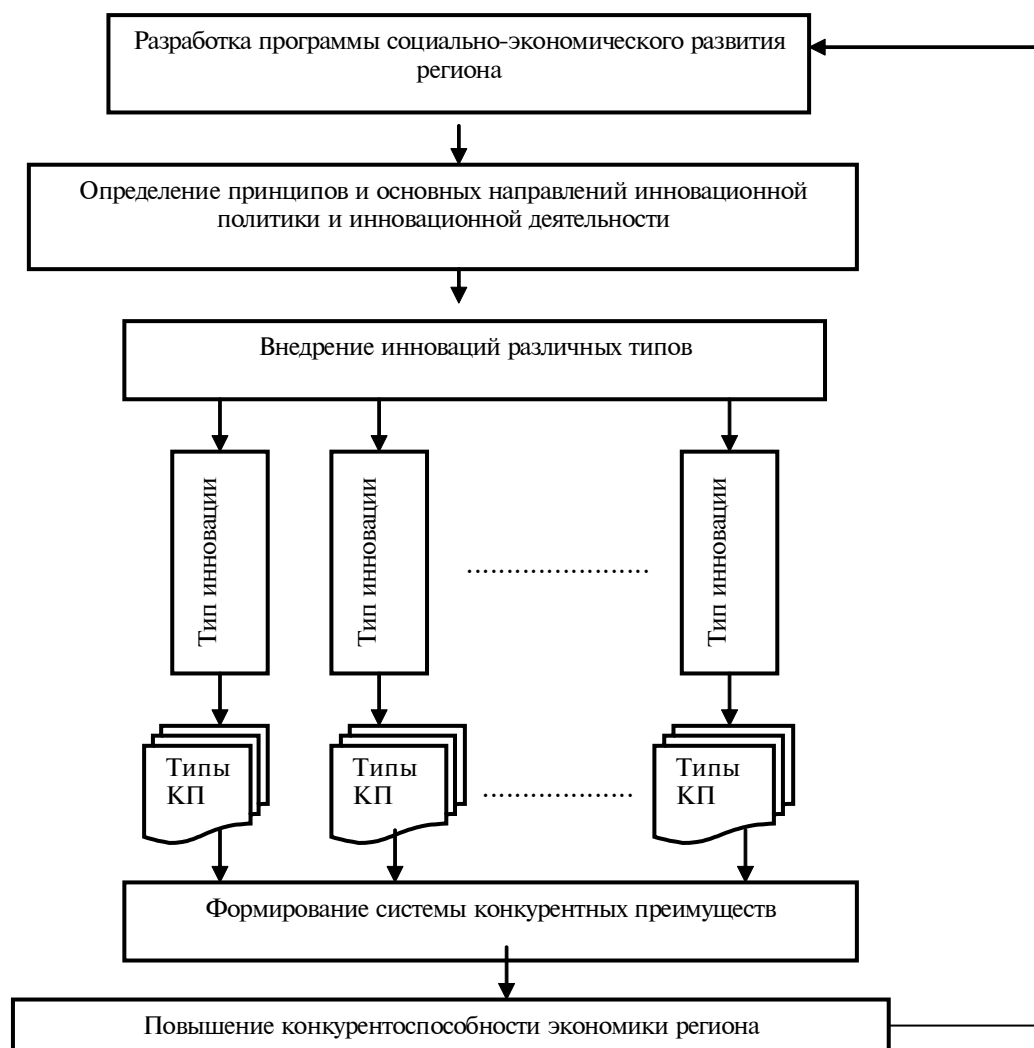 Разработка программы социально-экономического развития
региона
Определение принципов и основных направлений инновационной
политики и инновационной деятельности
Внедрение инноваций различных типов
Тип инновации
Тип инновации
.......................
Тип инновации
Типы
КП
Типы
КП
...................
Типы
КП
Формирование системы конкурентных преимуществ
Повышение конкурентоспособности экономики региона